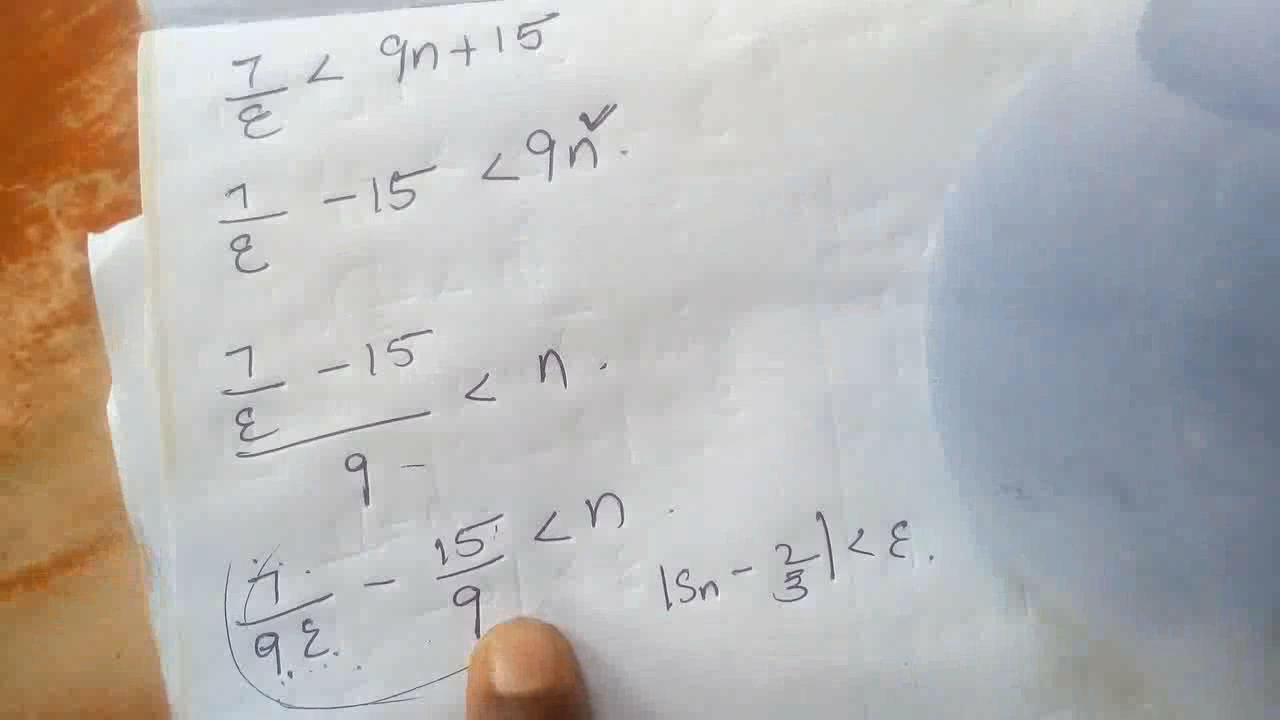 7/ε < 9n + 15
7/ε - 15 < 9n.
(7/ε - 15)/9 < n.
7/9ε - 15/9 < n.
|Sn - 2/3| < ε.